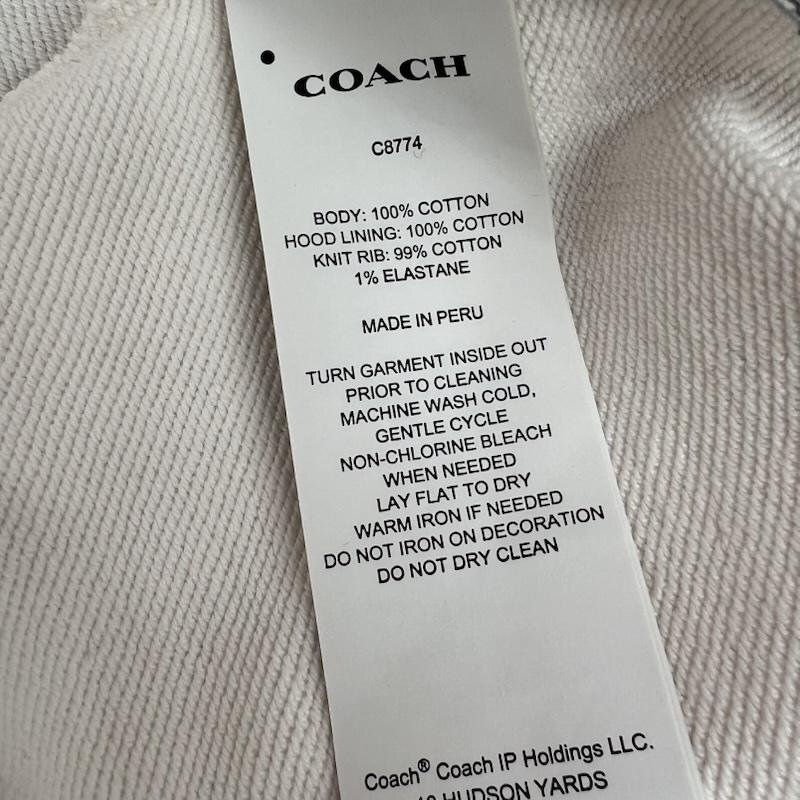 COACH
C8774
BODY: 100% COTTON
HOOD LINING: 100% COTTON
KNIT RIB: 99% COTTON
1% ELASTANE
MADE IN PERU
TURN GARMENT INSIDE OUT
PRIOR TO CLEANING
MACHINE WASH COLD,
GENTLE CYCLE
NON-CHLORINE BLEACH
WHEN NEEDED
LAY FLAT TO DRY
WARM IRON IF NEEDED
DO NOT IRON ON DECORATION
DO NOT DRY CLEAN
Coach® Coach IP Holdings LLC.
HUDSON YARDS